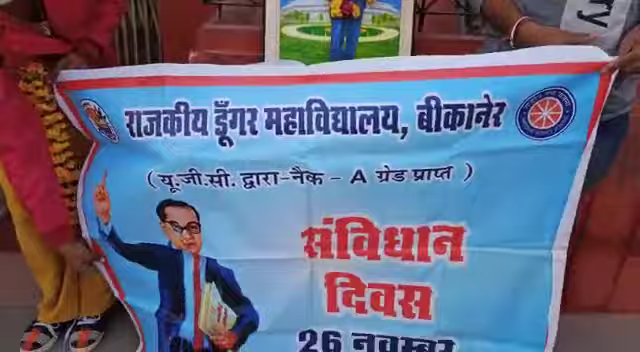 राजकीय डूँगर महाविद्यालय, बीकानेर
(यू.जी.सी. द्वारा-नैक - A ग्रेड प्राप्त )
संविधान
दिवस
26 नवम्बर